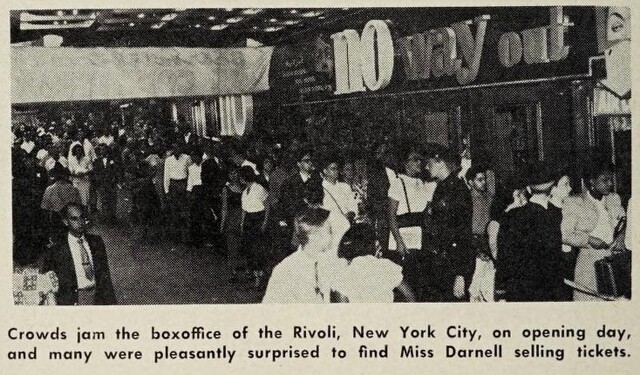 no way out
Crowds jam the boxoffice of the Rivoli, New York City, on opening day,
and many were pleasantly surprised to find Miss Darnell selling tickets.